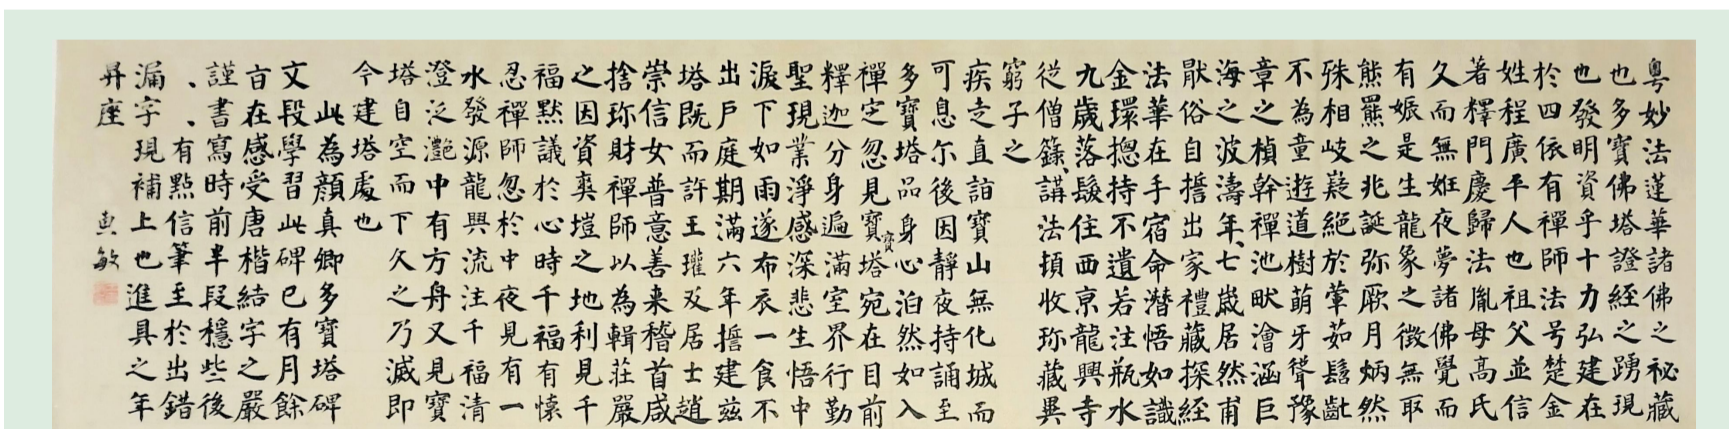 粤妙法蓮華諸佛之秘藏
也多寶佛塔證經之踴現
也發明資乎十力弘建在
於四依有禪師法号楚金
姓程廣平人也祖父並信
著釋門慶歸法胤母高氏
久而無姙夜夢諸佛覺而
有娠是生龍象之徵無取
熊羆之兆誕弥厥月炳然
殊相岐嶷絕於葷茹髫齔
不為童遊道樹萌牙聳豫
章之楨幹禪池畎澮涵巨
海之波濤年、七歲居然甫
猒俗自誓出家禮藏探經
法華在手宿命潛悟如識
金環揔持不遺若注瓶水
九歲落髮住西京龍興寺
從僧籙、講法頓收珎藏異
窮子之
疾走直詣寶山無化城而
可息尔後因靜夜持誦至
多寶塔品身心泊然如入
禪定忽見寶寶塔宛在目前
釋迦分身遍滿室界行勤
聖現業淨感深悲生悟中
淚下如雨遂布衣一食不
出戶庭期滿六年誓建茲
塔既而許王瓘及居士趙
崇信女普意善来稽首咸
捨珎財禪師以為輯莊嚴
之因資爽塏之地利見千
福默議於心時千福有懷
忍禪師忽於中夜見有一
水發源龍興流注千福清
澄泛灔中有方舟又見寶
塔自空而下久之乃滅即
今建塔處也
此為顏真卿多寶塔碑
文段學習此碑已有月餘
旨在感受唐楷結字之嚴
謹書寫時前半段穩些後
、、有點信筆至於出錯
漏字現補上也進具之年
昇座
黄敏